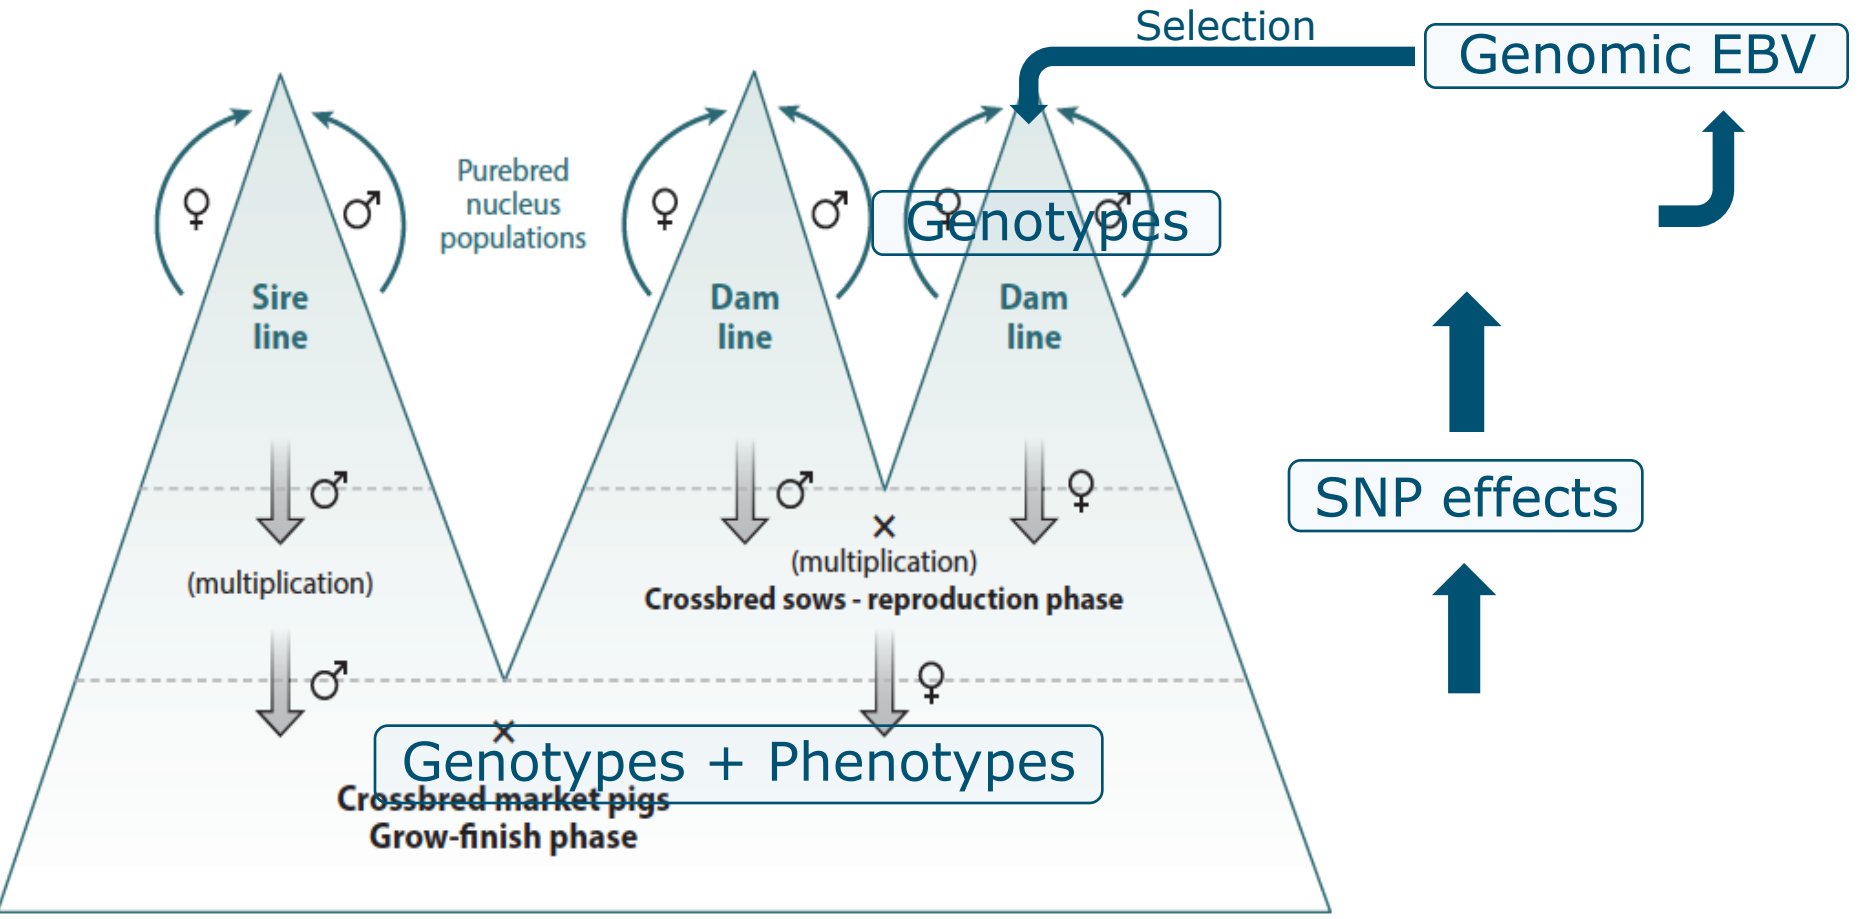 Selection
Genomic EBV
Purebred
nucleus
populations
♀
♂
♀
♂
♀
♂
Genotypes
Sire
line
Dam
line
Dam
line
♂
♂
♀
SNP effects
×
(multiplication)
(multiplication)
Crossbred sows - reproduction phase
♂
♀
×
Genotypes + Phenotypes
Crossbred market pigs
Grow-finish phase